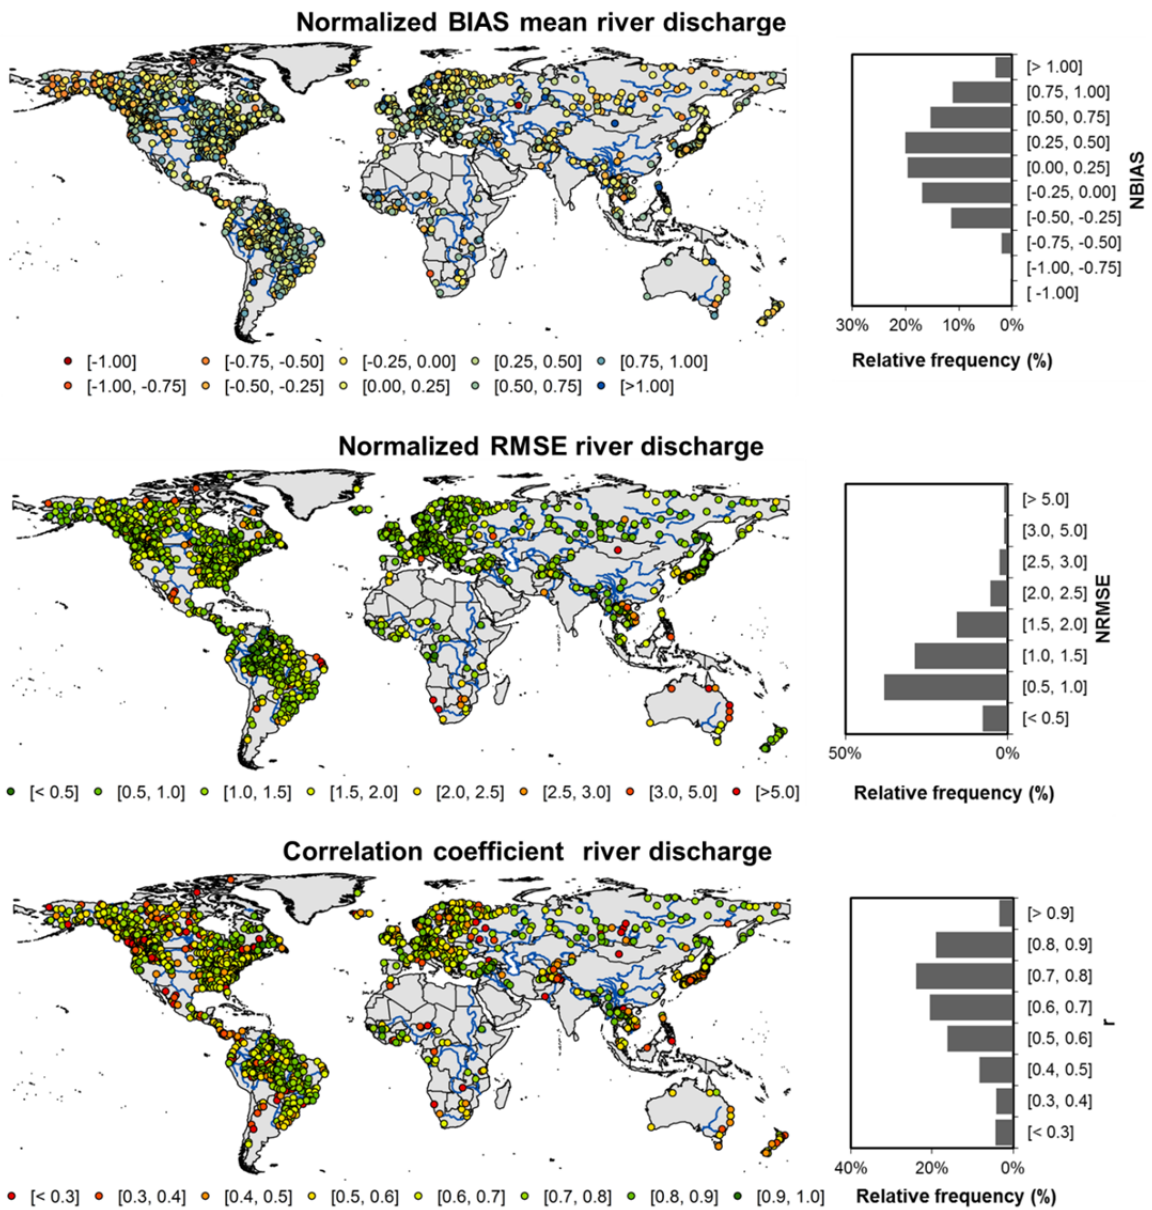 Normalized BIAS mean river discharge
[> 1.00]
[0.75, 1.00]
[0.50, 0.75]
[0.25, 0.50]
[0.00, 0.25]
[-0.25, 0.00]
[-0.50, -0.25]
[-0.75, -0.50]
[-1.00, -0.75]
[ -1.00]
NBIAS
30% 20% 10% 0%
Relative frequency (%)
[-1.00] [-0.75, -0.50] [-0.25, 0.00] [0.25, 0.50] [0.75, 1.00]
[-1.00, -0.75] [-0.50, -0.25] [0.00, 0.25] [0.50, 0.75] [>1.00]
Normalized RMSE river discharge
[> 5.0]
[3.0, 5.0]
[2.5, 3.0]
[2.0, 2.5]
[1.5, 2.0]
[1.0, 1.5]
[0.5, 1.0]
[< 0.5]
NRMSE
50% 0%
Relative frequency (%)
[< 0.5] [0.5, 1.0] [1.0, 1.5] [1.5, 2.0] [2.0, 2.5] [2.5, 3.0] [3.0, 5.0] [>5.0]
Correlation coefficient river discharge
[> 0.9]
[0.8, 0.9]
[0.7, 0.8]
[0.6, 0.7]
[0.5, 0.6]
[0.4, 0.5]
[0.3, 0.4]
[< 0.3]
r
40% 20% 0%
Relative frequency (%)
[< 0.3] [0.3, 0.4] [0.4, 0.5] [0.5, 0.6] [0.6, 0.7] [0.7, 0.8] [0.8, 0.9] [0.9, 1.0]